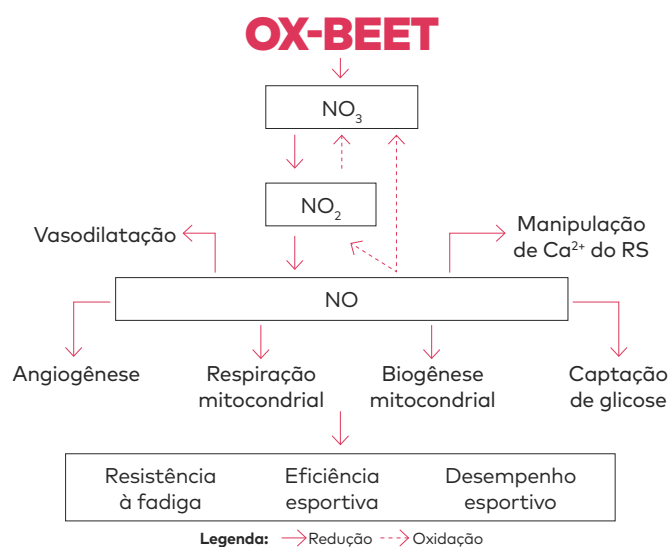 OX-BEET
NO₃
NO₂
Vasodilatação
Manipulação
de Ca²⁺ do RS
NO
Angiogênese
Respiração
mitocondrial
Biogênese
mitocondrial
Captação
de glicose
Resistência
à fadiga
Eficiência
esportiva
Desempenho
esportivo
Legenda: Redução Oxidação